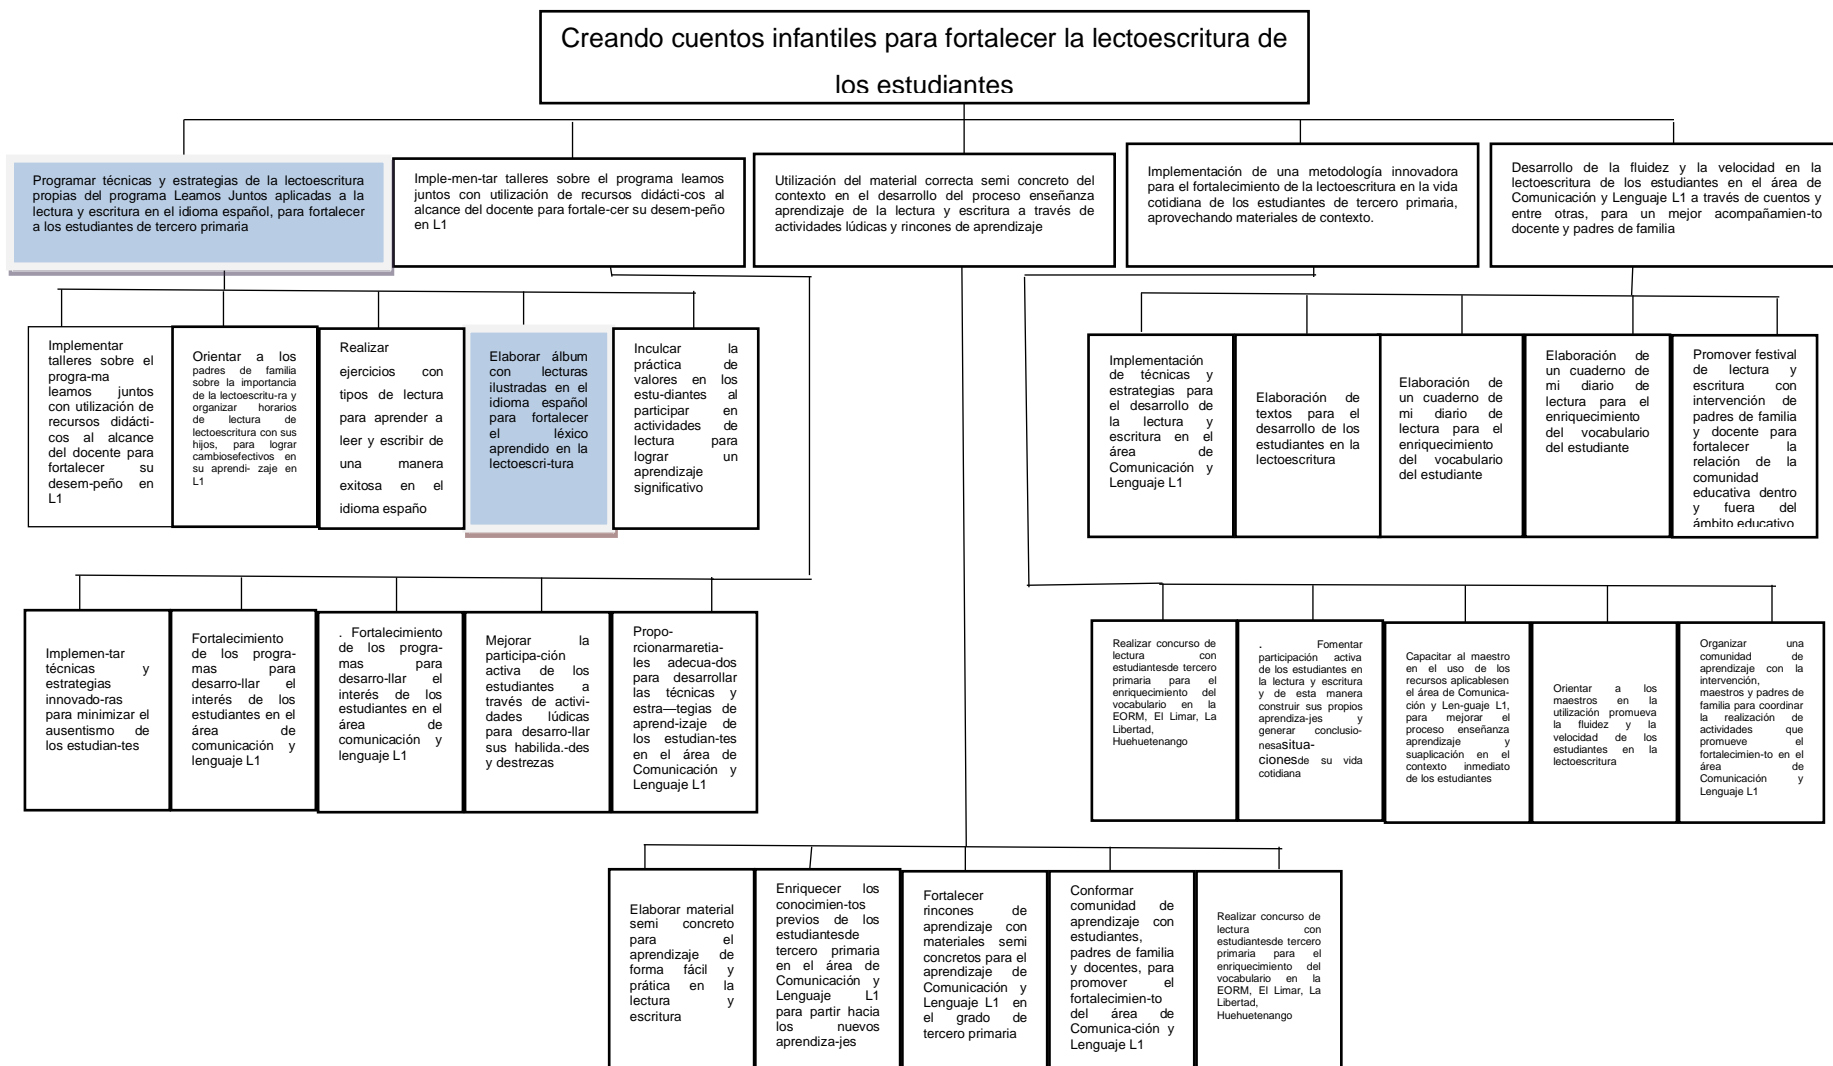 Creando cuentos infantiles para fortalecer la lectoescritura de
los estudiantes
Programar técnicas y estrategias de la lectoescritura
propias del programa Leamos Juntos aplicadas a la
lectura y escritura en el idioma español, para fortalecer
a los estudiantes de tercero primaria
Imple-men-tar talleres sobre el programa leamos
juntos con utilización de recursos didácti-cos al
alcance del docente para fortale-cer su desem-peño
en L1
Utilización del material correcta semi concreto del
contexto en el desarrollo del proceso enseñanza
aprendizaje de la lectura y escritura a través de
actividades lúdicas y rincones de aprendizaje
Implementación de una metodología innovadora
para el fortalecimiento de la lectoescritura en la vida
cotidiana de los estudiantes de tercero primaria,
aprovechando materiales de contexto.
Desarrollo de la fluidez y la velocidad en la
lectoescritura de los estudiantes en el área de
Comunicación y Lenguaje L1 a través de cuentos y
entre otras, para un mejor acompañamien-to
docente y padres de familia
Implementar
talleres sobre el
progra-ma
leamos juntos
con utilización de
recursos didácti-
cos al alcance
del docente para
fortalecer su
desem-peño en
L1
Orientar a los
padres de familia
sobre la importancia
de la lectoescritu-ra y
organizar horarios
de lectura de
lectoescritura con sus
hijos, para lograr
cambiosefectivos en
su aprendi- zaje en
L1
Realizar
ejercicios con
tipos de lectura
para aprender a
leer y escribir de
una manera
exitosa en el
idioma españo
Elaborar álbum
con lecturas
ilustradas en el
idioma español
para fortalecer
el léxico
aprendido en la
lectoescri-tura
Inculcar la
práctica de
valores en los
estu-diantes al
participar en
actividades de
lectura para
lograr un
aprendizaje
significativo
Implementación
de técnicas y
estrategias para
el desarrollo de
la lectura y
escritura en el
área de
Comunicación y
Lenguaje L1
Elaboración de
textos para el
desarrollo de los
estudiantes en la
lectoescritura
Elaboración de
un cuaderno de
mi diario de
lectura para el
enriquecimiento
del vocabulario
del estudiante
Elaboración de
un cuaderno de
mi diario de
lectura para el
enriquecimiento
del vocabulario
del estudiante
Promover festival
de lectura y
escritura con
intervención de
padres de familia
y docente para
fortalecer la
relación de la
comunidad
educativa dentro
y fuera del
ámbito educativo
Implemen-tar
técnicas y
estrategias
innovado-ras
para minimizar el
ausentismo de
los estudian-tes
Fortalecimiento
de los progra-
mas para
desarro-llar el
interés de los
estudiantes en el
área de
comunicación y
lenguaje L1
. Fortalecimiento
de los progra-
mas para
desarro-llar el
interés de los
estudiantes en el
área de
comunicación y
lenguaje L1
Mejorar la
participa-ción
activa de los
estudiantes a
través de activi-
dades lúdicas
para desarro-llar
sus habilida.-des
y destrezas
Propo-
rcionarmaretia-
les adecua-dos
para desarrollar
las técnicas y
estra—tegias de
aprend-izaje de
los estudian-tes
en el área de
Comunicación y
Lenguaje L1
Realizar concurso de
lectura con
estudiantesde tercero
primaria para el
enriquecimiento del
vocabulario en la
EORM, El Limar, La
Libertad,
Huehuetenango
. Fomentar
participación activa
de los estudiantes en
la lectura y escritura
y de esta manera
construir sus propios
aprendiza-jes y
generar conclusio-
nesasitua-
cionesde su vida
cotidiana
Capacitar al maestro
en el uso de los
recursos aplicablesen
el área de Comunica-
ción y Len-guaje L1,
para mejorar el
proceso enseñanza
aprendizaje y
suaplicación en el
contexto inmediato
de los estudiantes
Orientar a los
maestros en la
utilización promueva
la fluidez y la
velocidad de los
estudiantes en la
lectoescritura
Organizar una
comunidad de
aprendizaje con la
intervención,
maestros y padres de
familia para coordinar
la realización de
actividades que
promueve el
fortalecimien-to en el
área de
Comunicación y
Lenguaje L1
Elaborar material
semi concreto
para el
aprendizaje de
forma fácil y
prática en la
lectura y
escritura
Enriquecer los
conocimien-tos
previos de los
estudiantesde
tercero primaria
en el área de
Comunicación y
Lenguaje L1
para partir hacia
los nuevos
aprendiza-jes
Fortalecer
rincones de
aprendizaje con
materiales semi
concretos para el
aprendizaje de
Comunicación y
Lenguaje L1 en
el grado de
tercero primaria
Conformar
comunidad de
aprendizaje con
estudiantes,
padres de familia
y docentes, para
promover el
fortalecimien-to
del área de
Comunica-ción y
Lenguaje L1
Realizar concurso de
lectura con
estudiantesde tercero
primaria para el
enriquecimiento del
vocabulario en la
EORM, El Limar, La
Libertad,
Huehuetenango